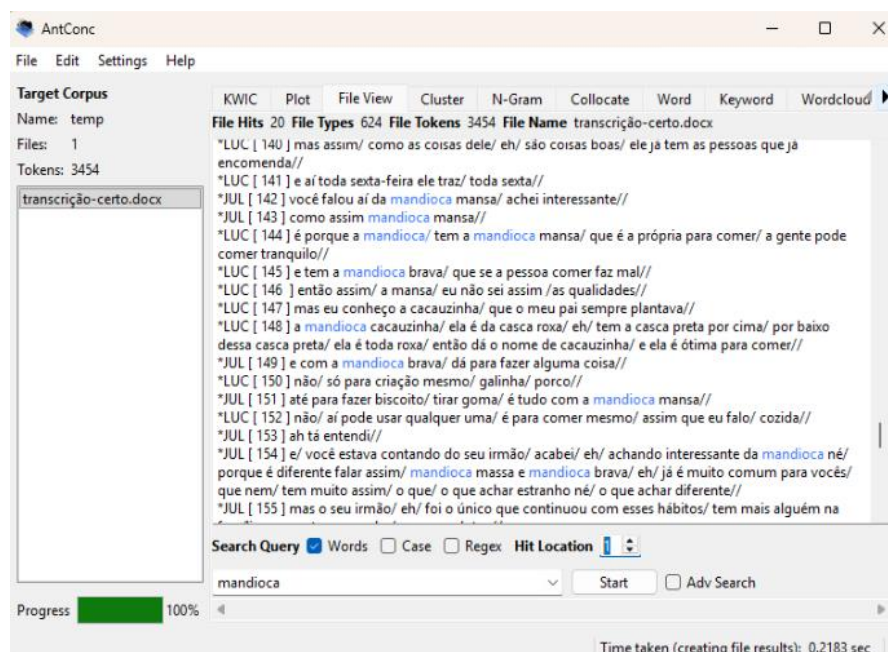 AntConc
File Edit Settings Help
Target Corpus
Name: temp
Files: 1
Tokens: 3454
transcrição-certo.docx
Progress 100%
KWIC Plot File View Cluster N-Gram Collocate Word Keyword Wordcloud
File Hits 20 File Types 624 File Tokens 3454 File Name transcrição-certo.docx
*LUC [ 140 ] mas assim/ como as coisas dele/ eh/ são coisas boas/ ele já tem as pessoas que já
encomenda//
*LUC [ 141 ] e aí toda sexta-feira ele traz/ toda sexta//
*JUL [ 142 ] você falou aí da mandioca mansa/ achei interessante//
*JUL [ 143 ] como assim mandioca mansa//
*LUC [ 144 ] é porque a mandioca/ tem a mandioca mansa/ que é a própria para comer/ a gente pode
comer tranquilo//
*LUC [ 145 ] e tem a mandioca brava/ que se a pessoa comer faz mal//
*LUC [ 146 ] então assim/ a mansa/ eu não sei assim /as qualidades//
*LUC [ 147 ] mas eu conheço a cacauzinha/ que o meu pai sempre plantava//
*LUC [ 148 ] a mandioca cacauzinha/ ela é da casca roxa/ eh/ tem a casca preta por cima/ por baixo
dessa casca preta/ ela é toda roxa/ então dá o nome de cacauzinha/ e ela é ótima para comer//
*JUL [ 149 ] e com a mandioca brava/ dá para fazer alguma coisa//
*LUC [ 150 ] não/ só para criação mesmo/ galinha/ porco//
*JUL [ 151 ] até para fazer biscoito/ tirar goma/ é tudo com a mandioca mansa//
*LUC [ 152 ] não/ aí pode usar qualquer uma/ é para comer mesmo/ assim que eu falo/ cozida//
*JUL [ 153 ] ah tá entendi//
*JUL [ 154 ] e/ você estava contando do seu irmão/ acabei/ eh/ achando interessante da mandioca né/
porque é diferente falar assim/ mandioca massa e mandioca brava/ eh/ já é muito comum para vocês/
que nem/ tem muito assim/ o que/ o que achar estranho né/ o que achar diferente//
*JUL [ 155 ] mas o seu irmão/ eh/ foi o único que continuou com esses hábitos/ tem mais alguém na
Search Query Words Case Regex Hit Location 1
mandioca Start Adv Search
Time taken (creating file results): 0.2183 sec